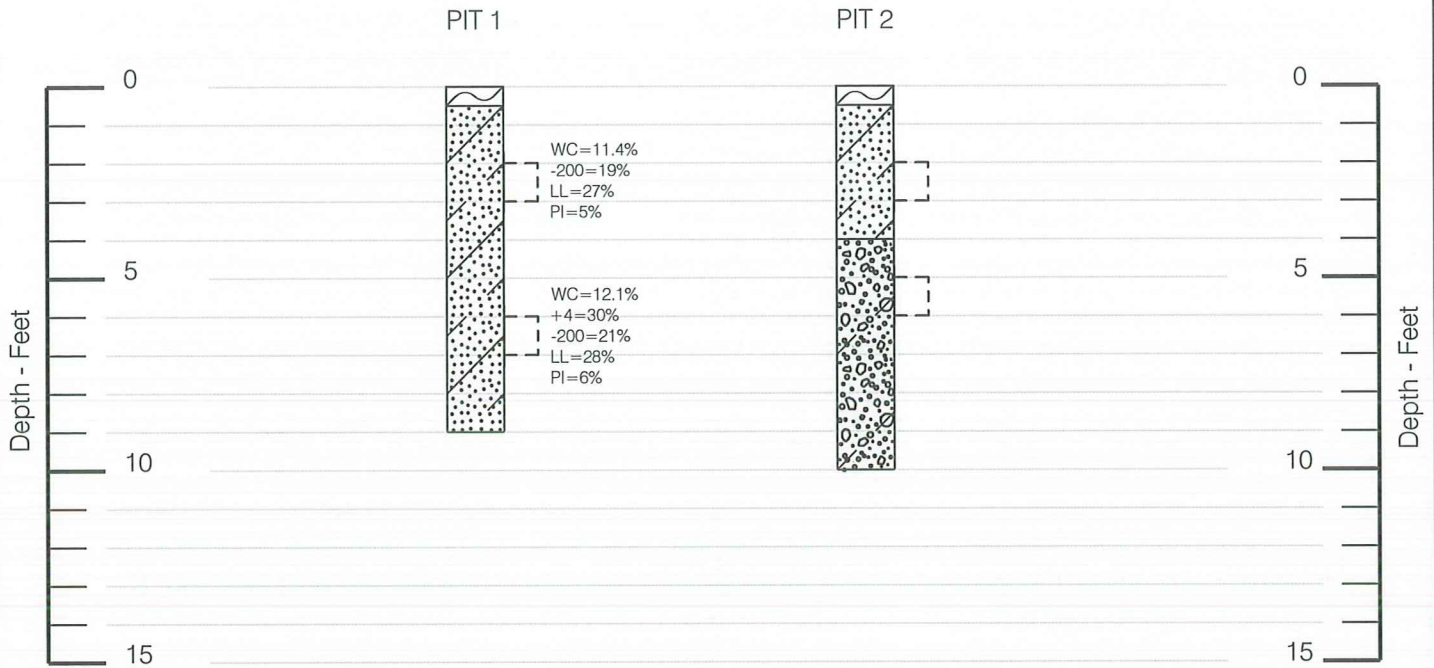 PIT 1
PIT 2
0
0
WC=11.4%
-200=19%
LL=27%
PI=5%
5
5
WC=12.1%
+4=30%
-200=21%
LL=28%
PI=6%
Depth - Feet
Depth - Feet
10
10
15
15